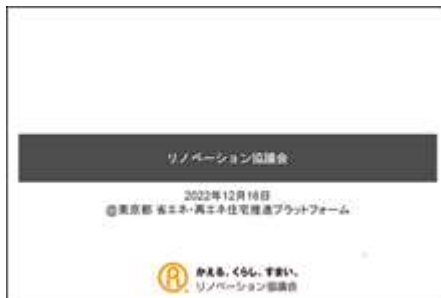 リノベーション協議会
2022年12月16日
@東京都 省エネ・再エネ住宅推進プラットフォーム
かえる。くらし。すまい。
リノベーション協議会